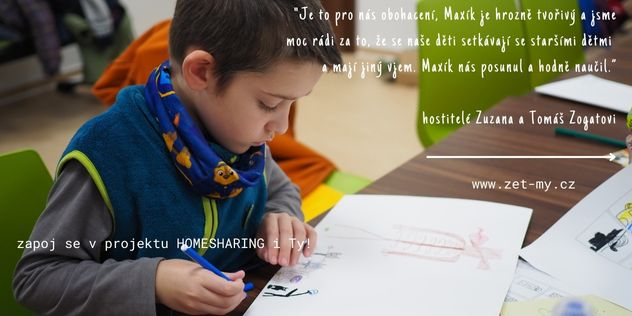 "Je to pro nás obohacení, Maxík je hrozně tvořivý a jsme
moc rádi za to, že se naše děti setkávají se staršími dětmi
a mají jiný vjem. Maxík nás posunul a hodně naučil."
hostitelé Zuzana a Tomáš Zogatovi
www.zet-my.cz
zapoj se v projektu HOMESHARING i Ty!